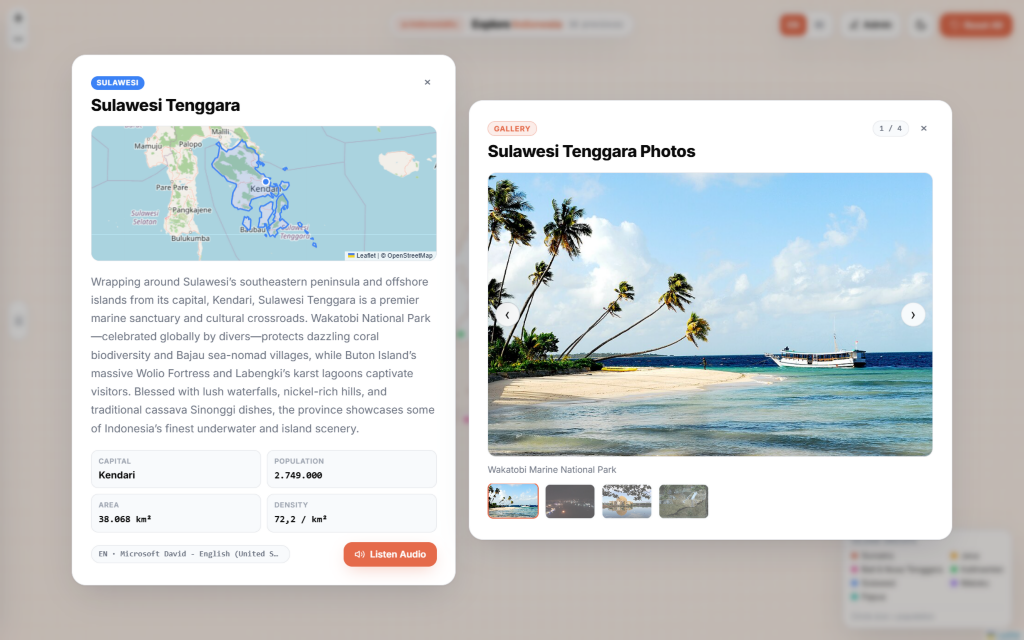 SULAWESI
×
Sulawesi Tenggara
Malili
Mamuju
Palopo
Pare Pare
Kendari
Sulawesi
Selatan
Pangkajene
Baubau
Sulawesi
Tenggara
Bulukumba
Leaflet | © OpenStreetMap
Wrapping around Sulawesi's southeastern peninsula and offshore
islands from its capital, Kendari, Sulawesi Tenggara is a premier
marine sanctuary and cultural crossroads. Wakatobi National Park
—celebrated globally by divers—protects dazzling coral
biodiversity and Bajau sea-nomad villages, while Buton Island's
massive Wolio Fortress and Labengki's karst lagoons captivate
visitors. Blessed with lush waterfalls, nickel-rich hills, and
traditional cassava Sinonggi dishes, the province showcases some
of Indonesia's finest underwater and island scenery.
CAPITAL
Kendari
POPULATION
2.749.000
AREA
38.068 km²
DENSITY
72,2 / km²
EN · Microsoft David - English (United S…
Listen Audio
GALLERY
1 / 4
×
Sulawesi Tenggara Photos
‹
›
Wakatobi Marine National Park